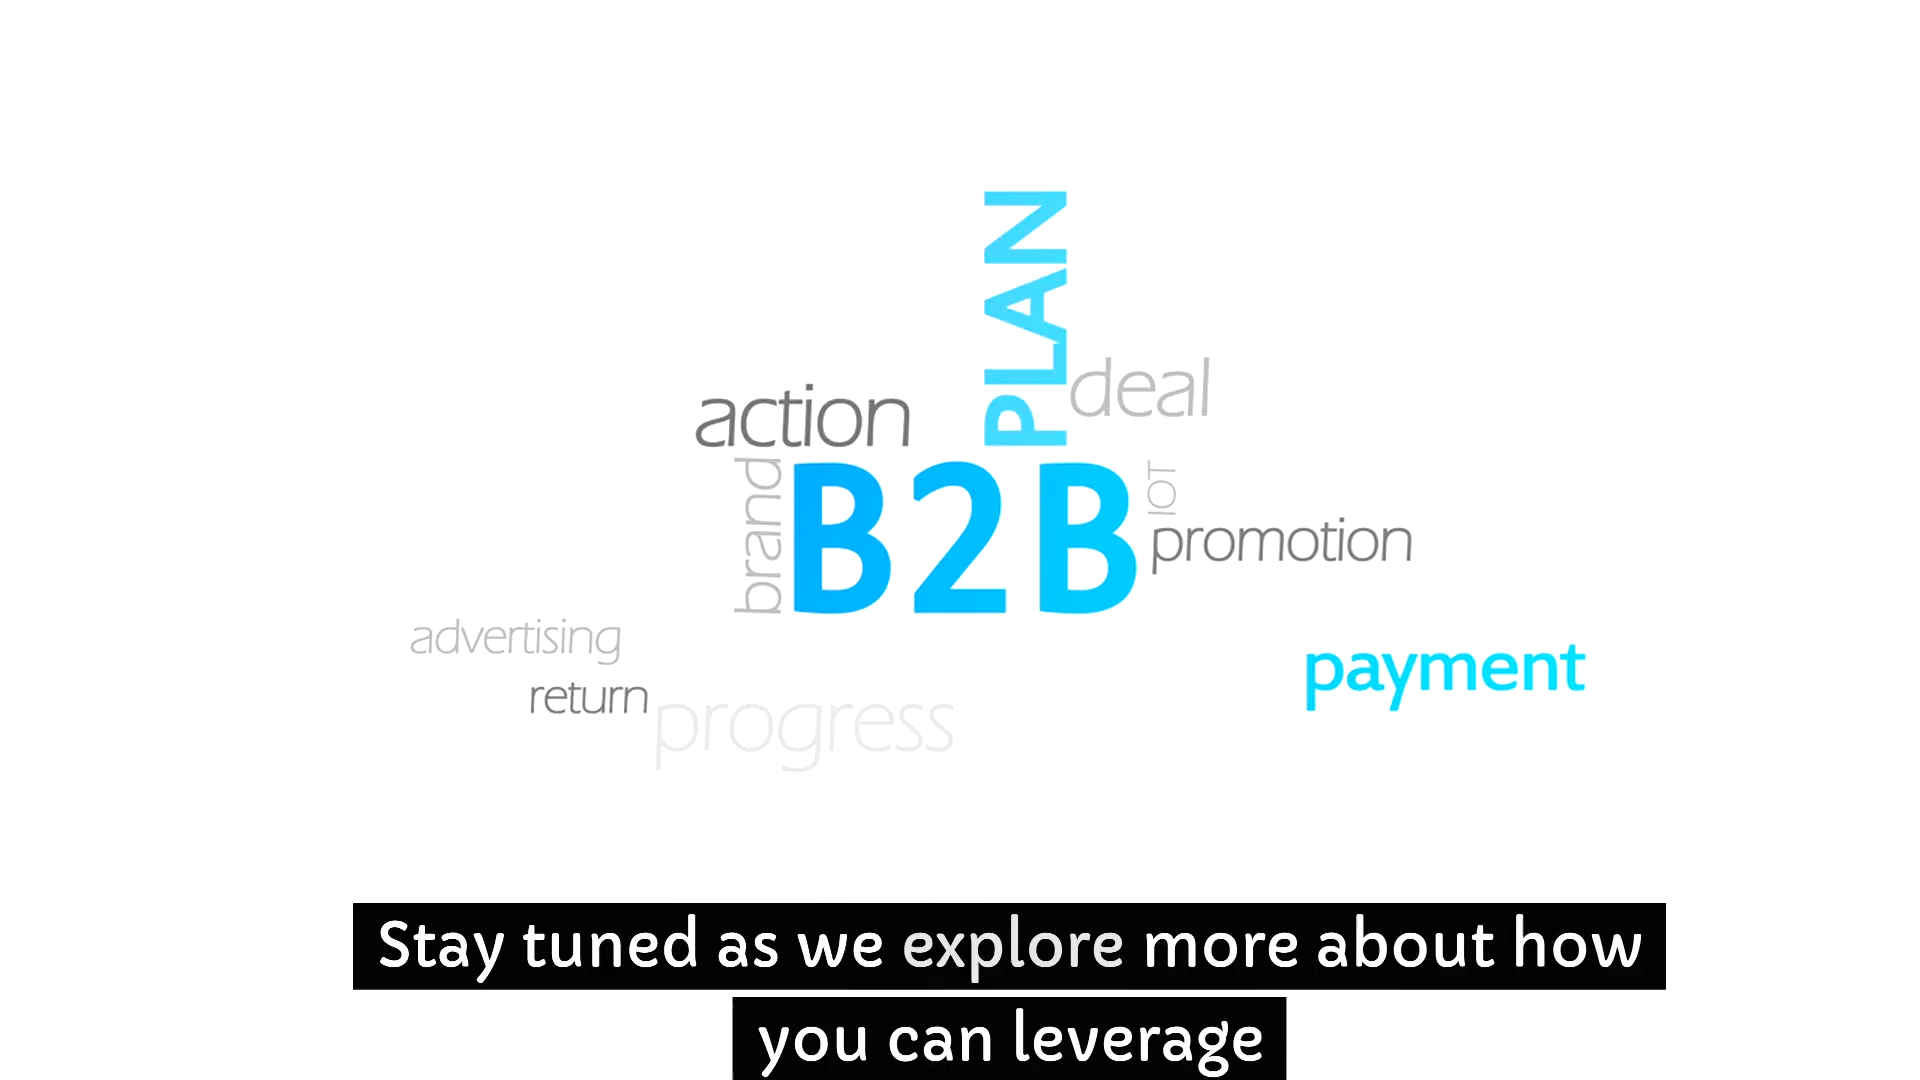 PLAN
deal
action
brand
B2B
IOT
promotion
advertising
payment
return
progress
Stay tuned as we explore more about how
you can leverage